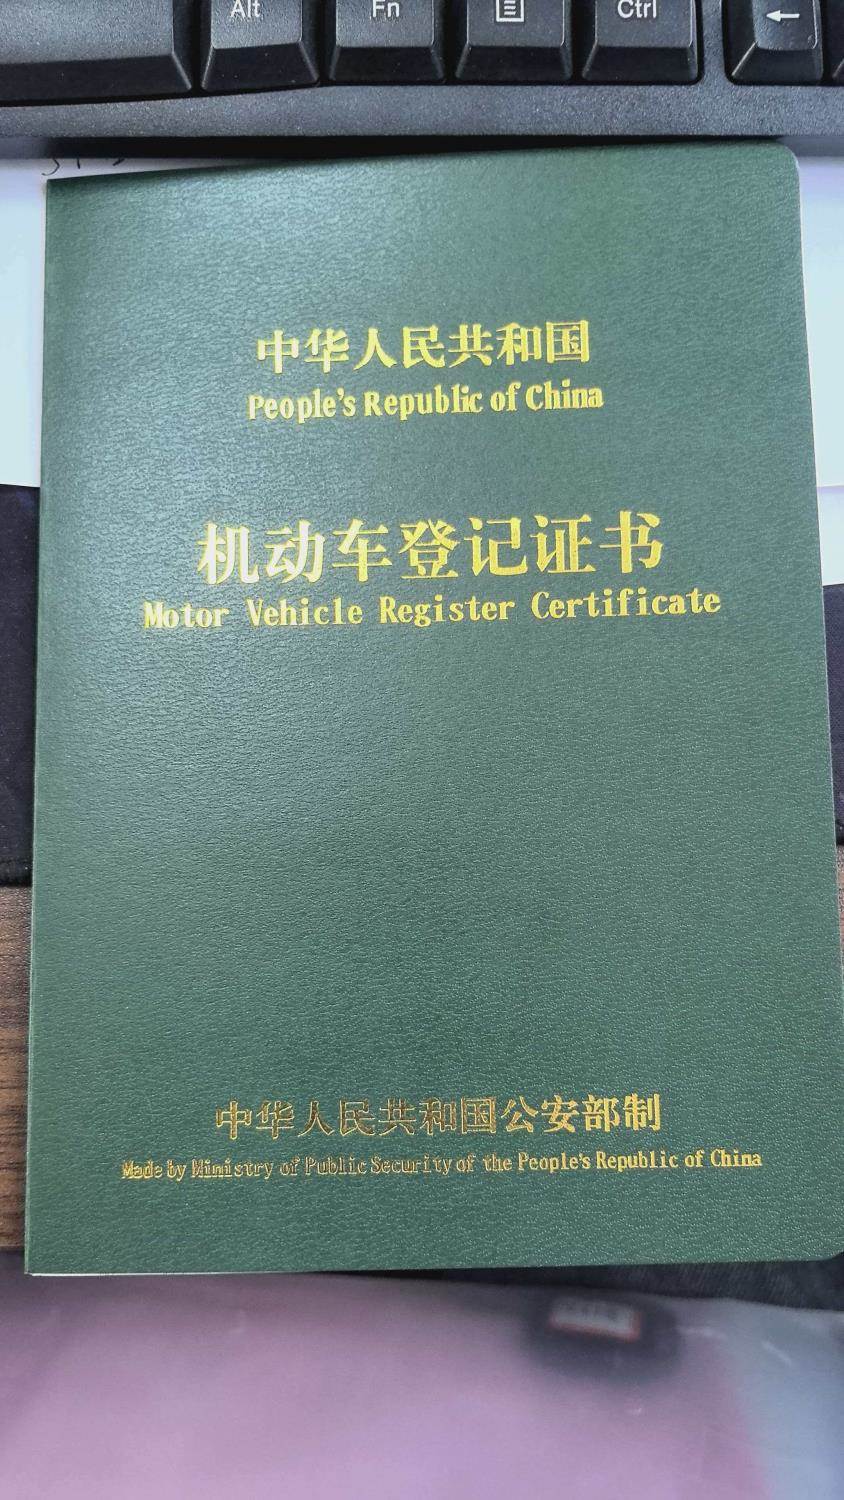 Alt Fn Ctrl
中华人民共和国
People's Republic of China
机动车登记证书
Motor Vehicle Register Certificate
中华人民共和国公安部制
Made by Ministry of Public Security of the People's Republic of China